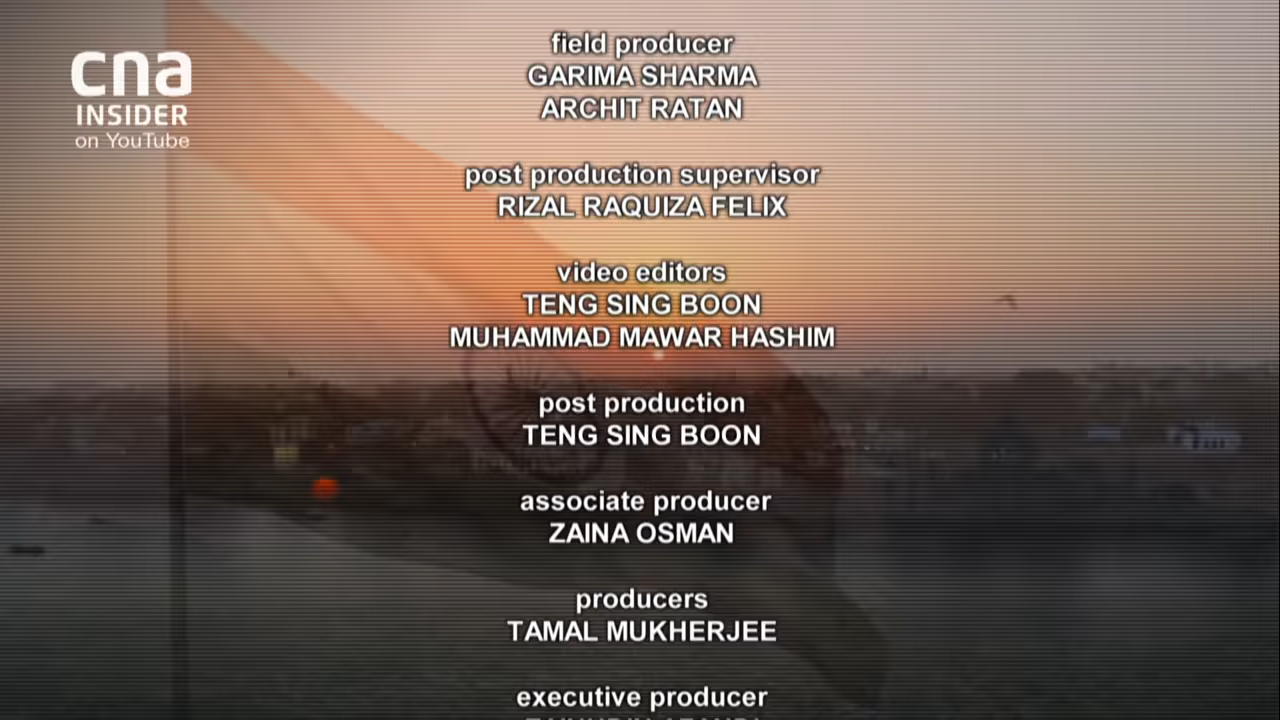 cna
INSIDER
on YouTube
field producer
GARIMA SHARMA
ARCHIT RATAN
post production supervisor
RIZAL RAQUIZA FELIX
video editors
TENG SING BOON
MUHAMMAD MAWAR HASHIM
post production
TENG SING BOON
associate producer
ZAINA OSMAN
producers
TAMAL MUKHERJEE
executive producer